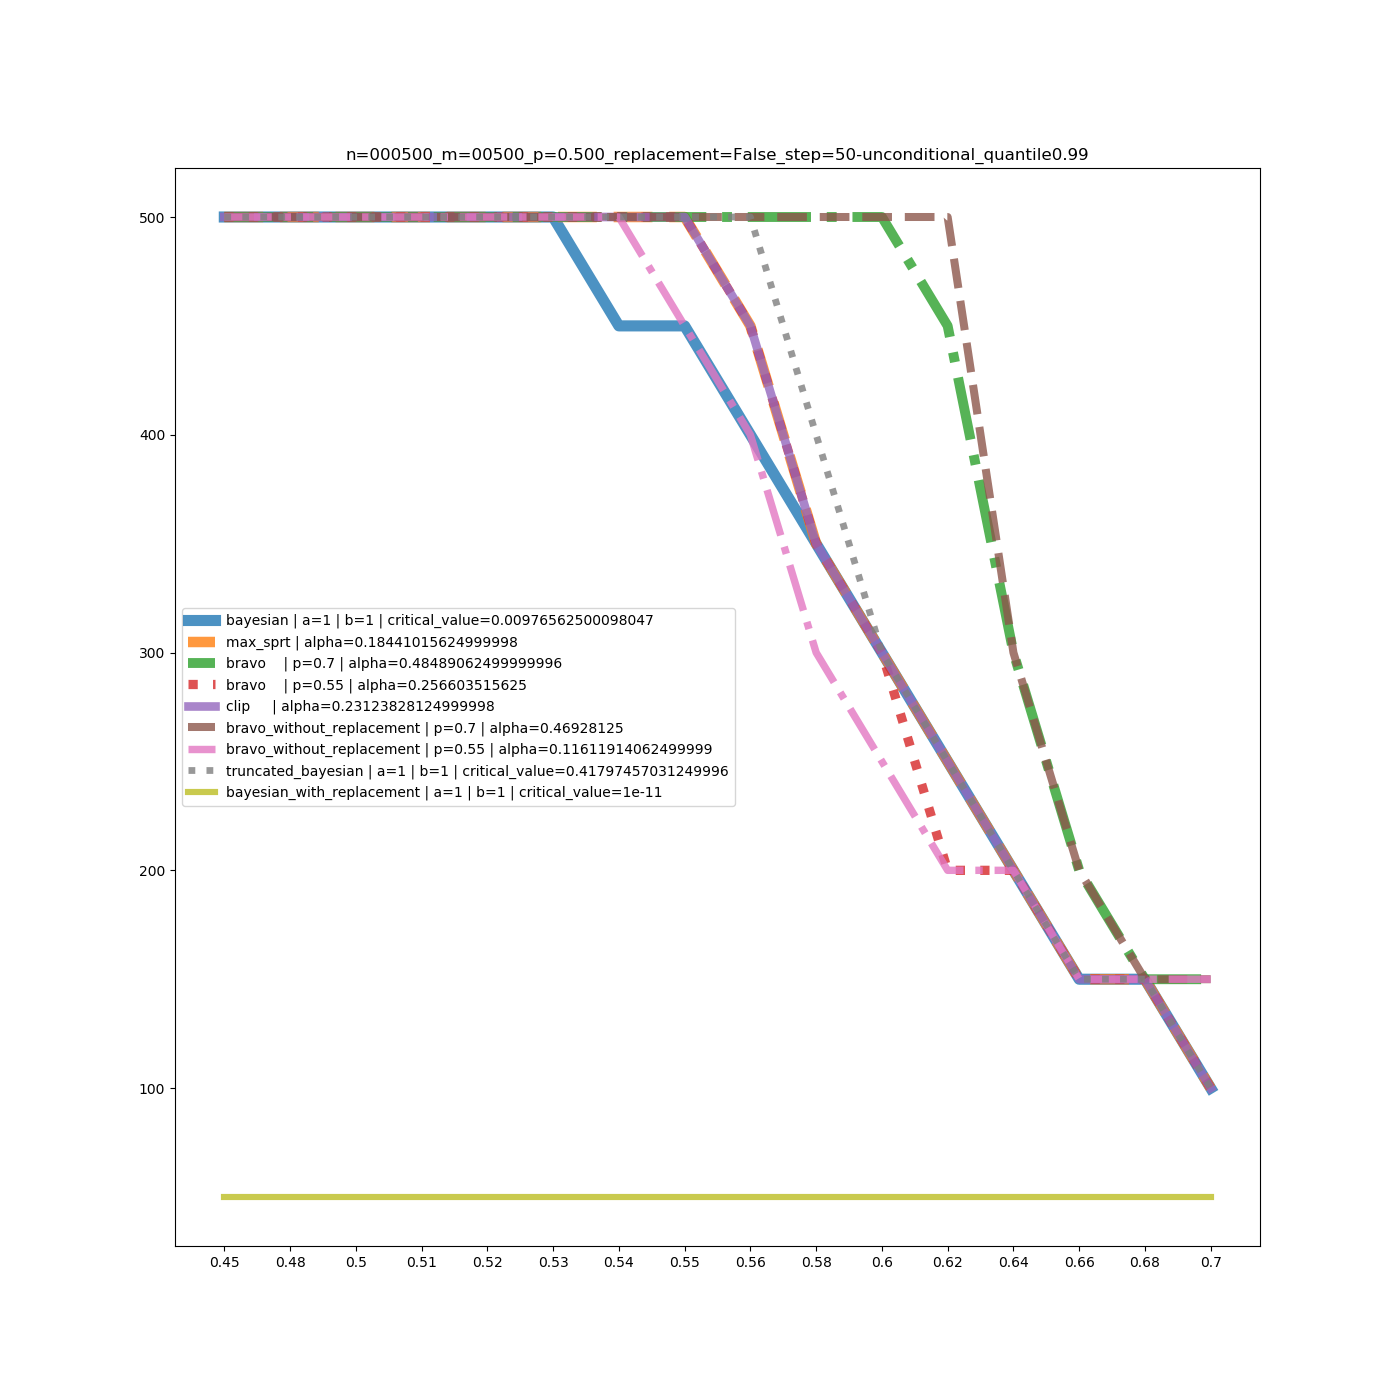 n=000500_m=00500_p=0.500_replacement=False_step=50-unconditional_quantile0.99
500
400
300
200
100
bayesian | a=1 | b=1 | critical_value=0.00976562500098047
max_sprt | alpha=0.18441015624999998
bravo    | p=0.7 | alpha=0.48489062499999996
bravo    | p=0.55 | alpha=0.256603515625
clip     | alpha=0.23123828124999998
bravo_without_replacement | p=0.7 | alpha=0.46928125
bravo_without_replacement | p=0.55 | alpha=0.11611914062499999
truncated_bayesian | a=1 | b=1 | critical_value=0.41797457031249996
bayesian_with_replacement | a=1 | b=1 | critical_value=1e-11
0.45 0.48 0.5 0.51 0.52 0.53 0.54 0.55 0.56 0.58 0.6 0.62 0.64 0.66 0.68 0.7